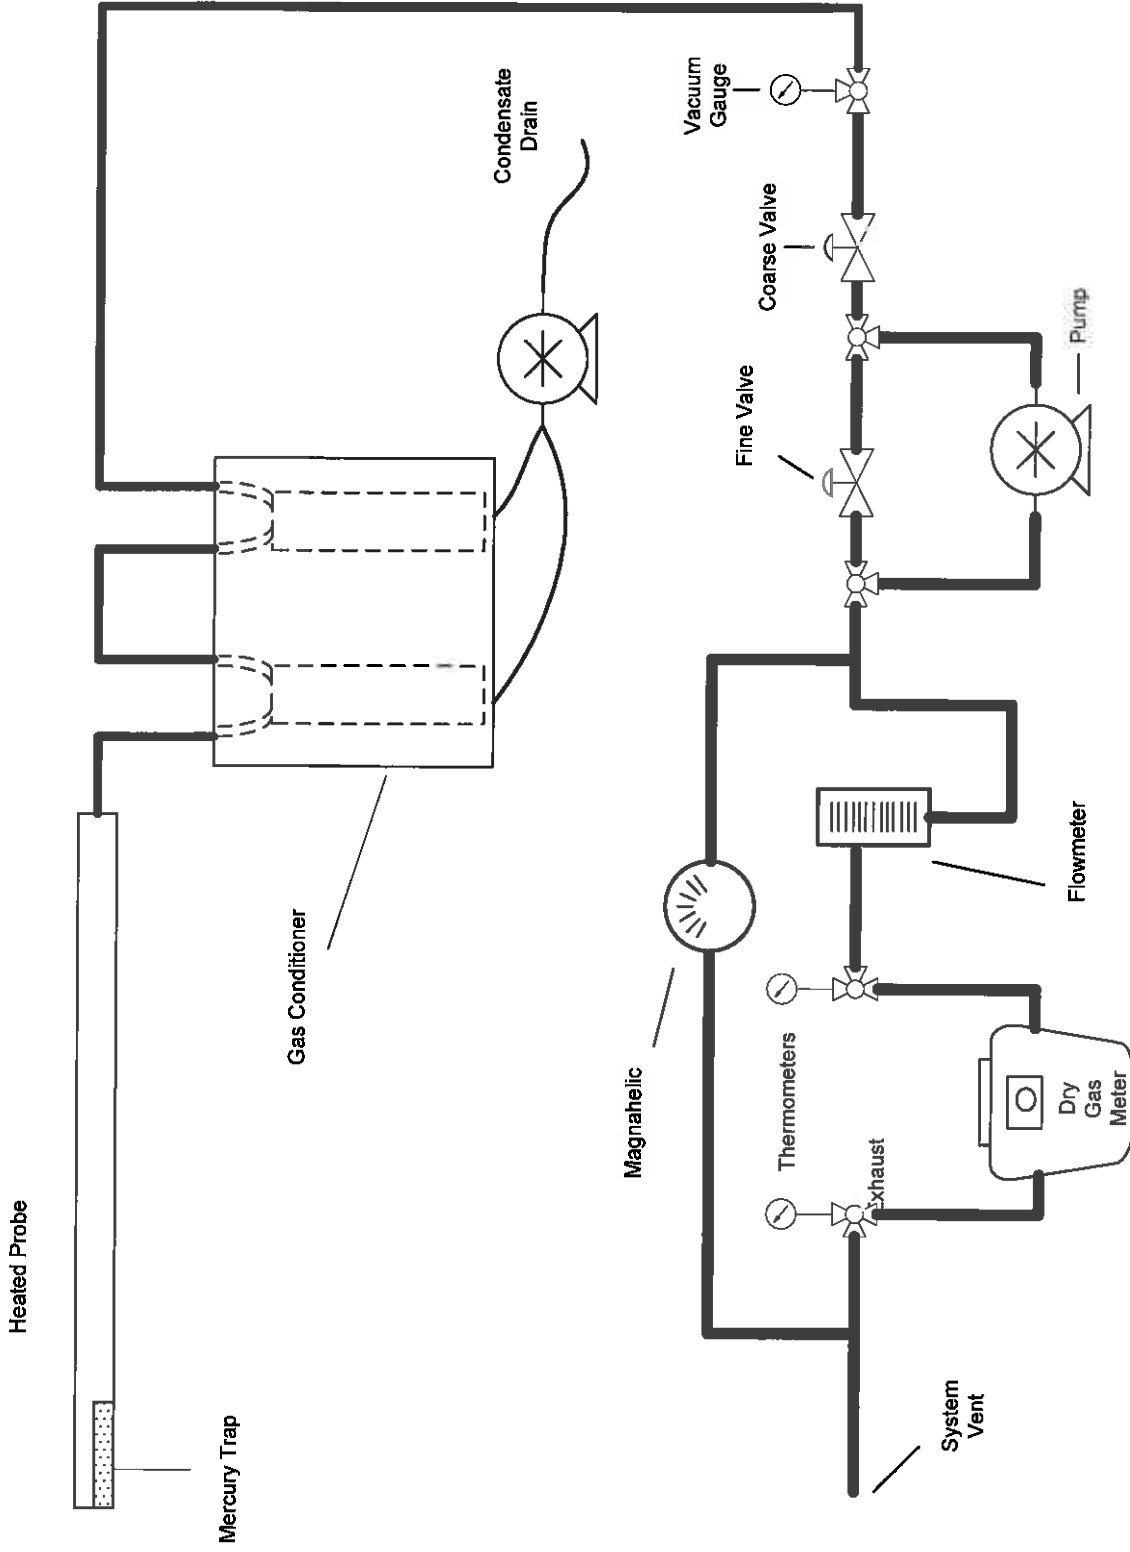 Heated Probe
Mercury Trap
Gas Conditioner
Condensate
Drain
Vacuum
Gauge
Coarse Valve
Fine Valve
Pump
Magnahelic
Flowmeter
Thermometers
Exhaust
Dry
Gas
Meter
System
Vent